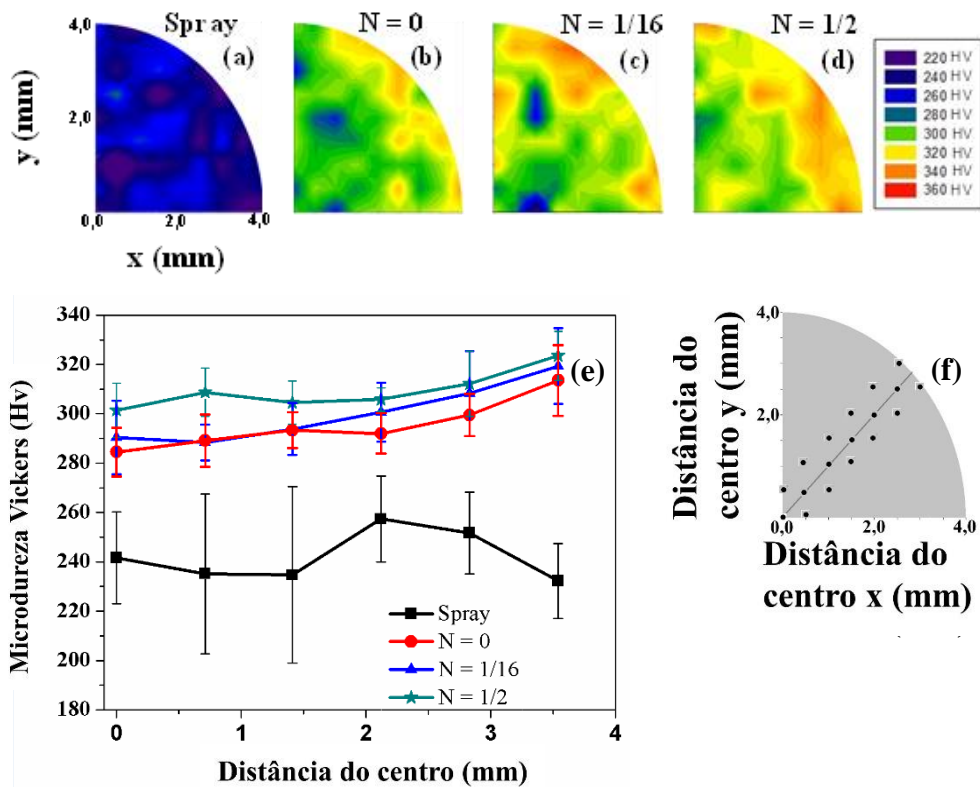 Spray
N = 0
N = 1/16
N = 1/2
(a)
(b)
(c)
(d)
4,0
2,0
0,0
0,0
2,0
4,0
y (mm)
x (mm)
220 HV
240 HV
260 HV
280 HV
300 HV
320 HV
340 HV
360 HV
340
320
300
280
260
240
220
200
180
Microdureza Vickers (Hv)
(e)
Spray
N = 0
N = 1/16
N = 1/2
0
1
2
3
4
Distância do centro (mm)
(f)
Distância do
centro y (mm)
4,0
2,0
0,0
0,0
2,0
4,0
Distância do
centro x (mm)